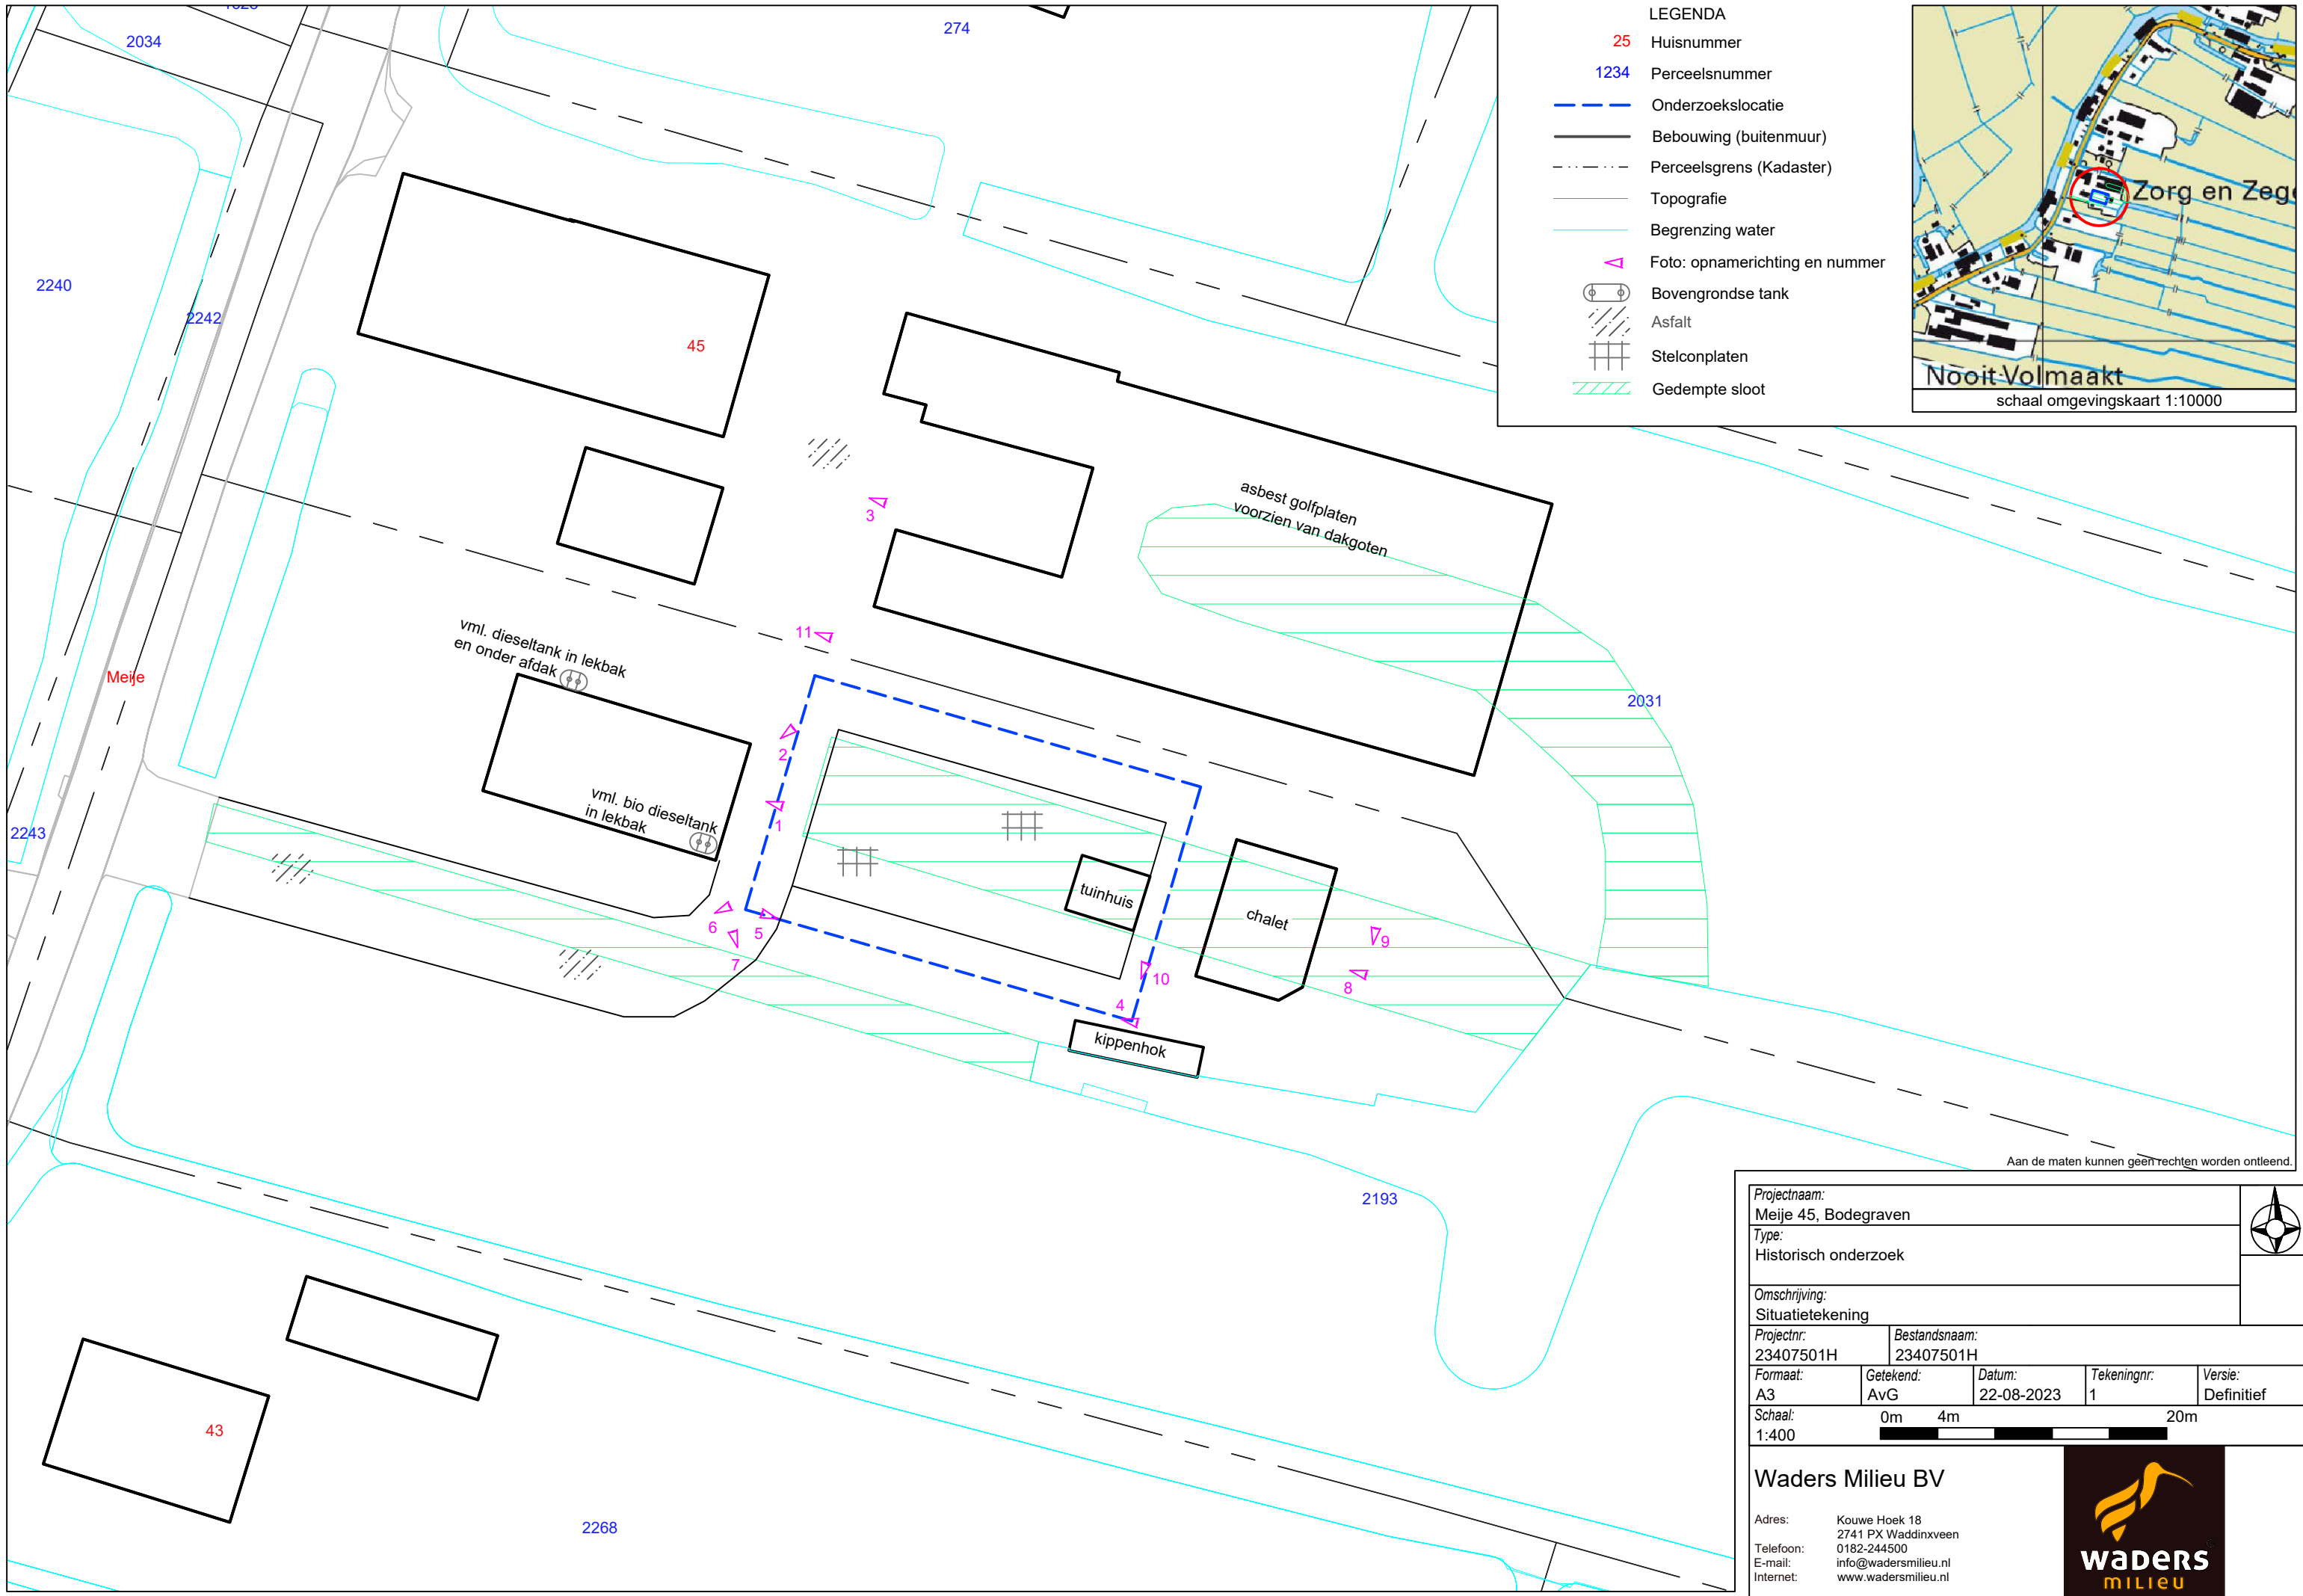 2034
274
2240
2242
45
3
asbest golfplaten
voorzien van dakgoten
11
vml. dieseltank in lekbak
en onder afdak
Meije
2031
2
vml. bio dieseltank
in lekbak
1
2243
tuinhuis
chalet
6
5
7
9
10
8
4
kippenhok
2193
43
2268
LEGENDA
25 Huisnummer
1234 Perceelsnummer
Onderzoekslocatie
Bebouwing (buitenmuur)
Perceelsgrens (Kadaster)
Topografie
Begrenzing water
Foto: opnamerichting en nummer
Bovengrondse tank
Asfalt
Stelconplaten
Gedempte sloot
Zorg en Zege
Nooit Volmaakt
schaal omgevingskaart 1:10000
Aan de maten kunnen geen rechten worden ontleend.
Projectnaam:
Meije 45, Bodegraven
Type:
Historisch onderzoek
Omschrijving:
Situatietekening
Projectnr: Bestandsnaam:
23407501H 23407501H
Formaat: Getekend: Datum: Tekeningnr: Versie:
A3 AvG 22-08-2023 1 Definitief
Schaal: 0m 4m 20m
1:400
Waders Milieu BV
Adres: Kouwe Hoek 18
2741 PX Waddinxveen
Telefoon: 0182-244500
E-mail: info@wadersmilieu.nl
Internet: www.wadersmilieu.nl
waders
milieu